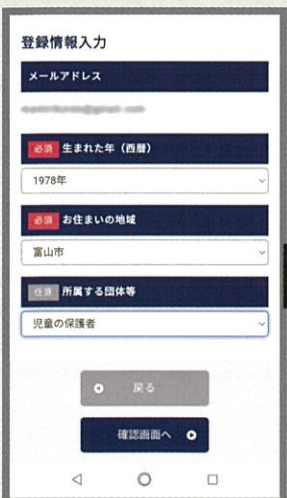 登録情報入力
メールアドレス
必須 生まれた年（西暦）
1978年
必須 お住まいの地域
富山市
任意 所属する団体等
児童の保護者
戻る
確認画面へ